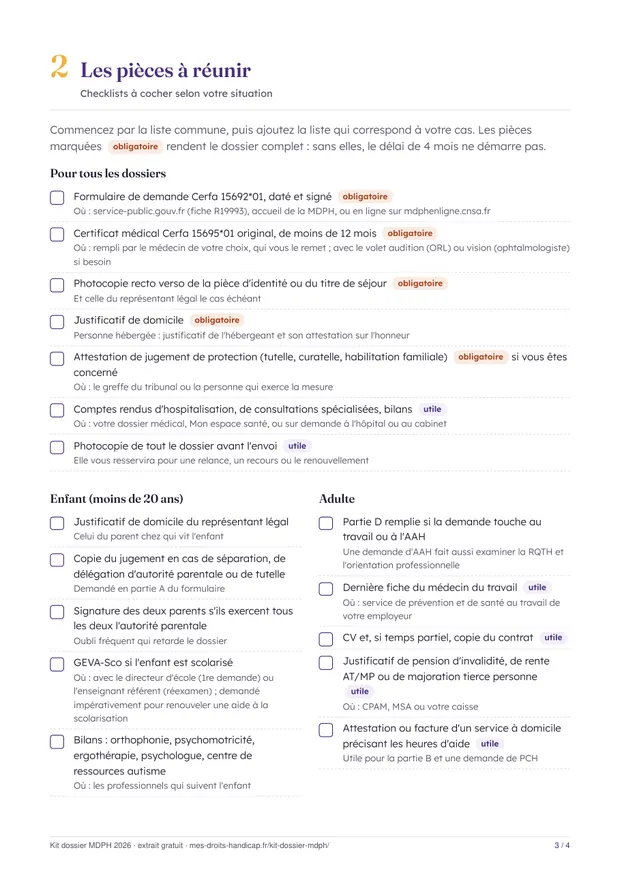 2 Les pièces à réunir
Checklists à cocher selon votre situation
Commencez par la liste commune, puis ajoutez la liste qui correspond à votre cas. Les pièces
marquées obligatoire rendent le dossier complet : sans elles, le délai de 4 mois ne démarre pas.
Pour tous les dossiers
Formulaire de demande Cerfa 15692*01, daté et signé obligatoire
Où : service-public.gouv.fr (fiche R19993), accueil de la MDPH, ou en ligne sur mdphenligne.cnsa.fr
Certificat médical Cerfa 15695*01 original, de moins de 12 mois obligatoire
Où : rempli par le médecin de votre choix, qui vous le remet ; avec le volet audition (ORL) ou vision (ophtalmologiste)
si besoin
Photocopie recto verso de la pièce d'identité ou du titre de séjour obligatoire
Et celle du représentant légal le cas échéant
Justificatif de domicile obligatoire
Personne hébergée : justificatif de l'hébergeant et son attestation sur l'honneur
Attestation de jugement de protection (tutelle, curatelle, habilitation familiale) obligatoire si vous êtes
concerné
Où : le greffe du tribunal ou la personne qui exerce la mesure
Comptes rendus d'hospitalisation, de consultations spécialisées, bilans utile
Où : votre dossier médical, Mon espace santé, ou sur demande à l'hôpital ou au cabinet
Photocopie de tout le dossier avant l'envoi utile
Elle vous resservira pour une relance, un recours ou le renouvellement
Enfant (moins de 20 ans)
Justificatif de domicile du représentant légal
Celui du parent chez qui vit l'enfant
Copie du jugement en cas de séparation, de
délégation d'autorité parentale ou de tutelle
Demandé en partie A du formulaire
Signature des deux parents s'ils exercent tous
les deux l'autorité parentale
Oubli fréquent qui retarde le dossier
GEVA-Sco si l'enfant est scolarisé
Où : avec le directeur d'école (1re demande) ou
l'enseignant référent (réexamen) ; demandé
impérativement pour renouveler une aide à la
scolarisation
Bilans : orthophonie, psychomotricité,
ergothérapie, psychologue, centre de
ressources autisme
Où : les professionnels qui suivent l'enfant
Adulte
Partie D remplie si la demande touche au
travail ou à l'AAH
Une demande d'AAH fait aussi examiner la RQTH et
l'orientation professionnelle
Dernière fiche du médecin du travail utile
Où : service de prévention et de santé au travail de
votre employeur
CV et, si temps partiel, copie du contrat utile
Justificatif de pension d'invalidité, de rente
AT/MP ou de majoration tierce personne
utile
Où : CPAM, MSA ou votre caisse
Attestation ou facture d'un service à domicile
précisant les heures d'aide utile
Utile pour la partie B et une demande de PCH
Kit dossier MDPH 2026 · extrait gratuit · mes-droits-handicap.fr/kit-dossier-mdph/
3 / 4